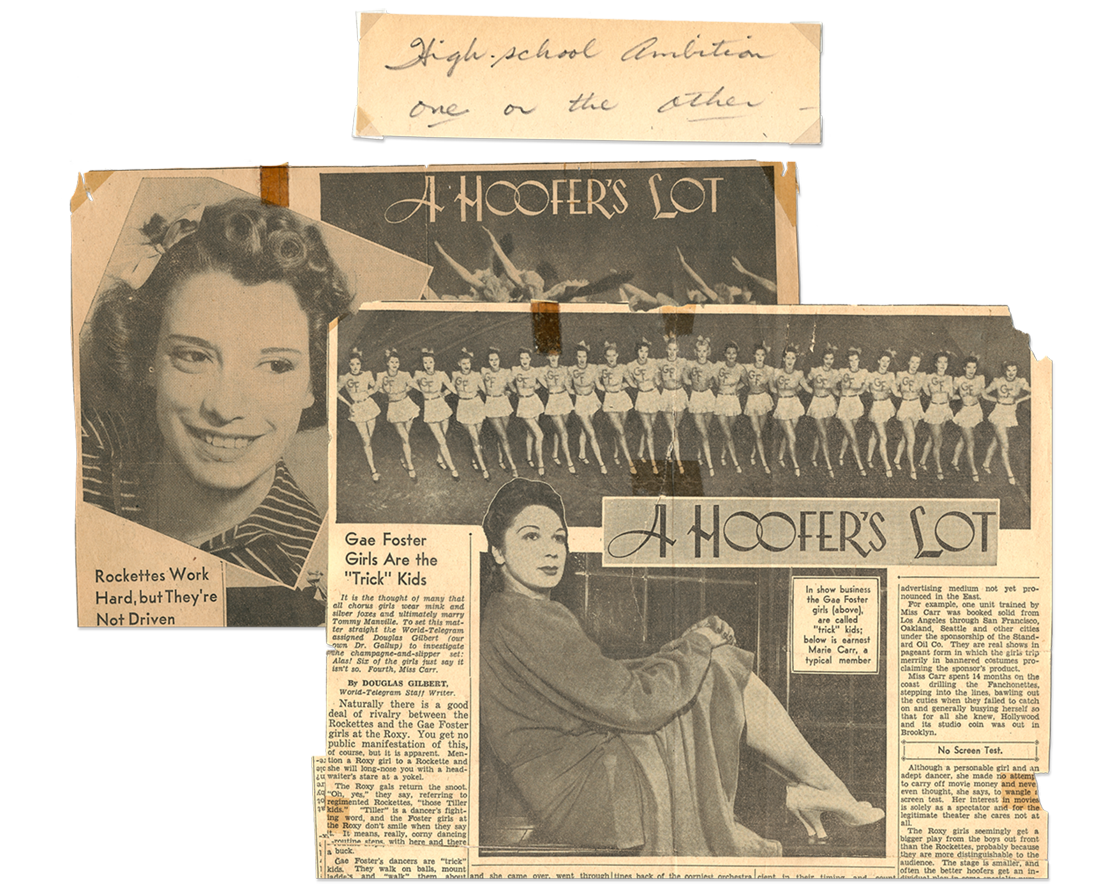 High-school Ambition
one or the other -
A HOOFER'S LOT
Rockettes Work
Hard, but They're
Not Driven
A HOOFER'S LOT
Gae Foster
Girls Are the
"Trick" Kids
It is the thought of many that
all chorus girls wear mink and
silver foxes and ultimately marry
Tommy Manville. To set this mat-
ter straight the World-Telegram
assigned Douglas Gilbert (our
own Dr. Gallup) to investigate
the champagne-and-slipper set:
Alas! Six of the girls just say it
isn't so. Fourth, Miss Carr.
By DOUGLAS GILBERT,
World-Telegram Staff Writer.
Naturally there is a good
deal of rivalry between the
Rockettes and the Gae Foster
girls at the Roxy. You get no
public manifestation of this,
of course, but it is apparent. Men-
tion a Roxy girl to a Rockette and
she will long-nose you with a head-
waiter's stare at a yokel.
The Roxy gals return the snoot.
"Oh, yes," they say, referring to
regimented Rockettes, "those Tiller
kids." "Tiller" is a dancer's fight-
ing word, and the Foster girls at
the Roxy don't smile when they say
it. It means, really, corny dancing
routine steps, with here and there
a buck.
Gae Foster's dancers are "trick"
kids. They walk on balls, mount
ladders and "walk" them about
In show business
the Gae Foster
girls (above),
are called
"trick" kids;
below is earnest
Marie Carr, a
typical member
advertising medium not yet pro-
nounced in the East.
For example, one unit trained by
Miss Carr was booked solid from
Los Angeles through San Francisco,
Oakland, Seattle and other cities
under the sponsorship of the Stand-
ard Oil Co. They are real shows in
pageant form in which the girls trip
merrily in bannered costumes pro-
claiming the sponsor's product.
Miss Carr spent 14 months on the
coast drilling the Fanchonettes,
stepping into the lines, bawling out
the cuties when they failed to catch
on and generally busying herself so
that for all she knew, Hollywood
and its studio coin was out in
Brooklyn.
No Screen Test.
Although a personable girl and an
adept dancer, she made no attempt
to carry off movie money and never
even thought, she says, to wangle a
screen test. Her interest in movies
is solely as a spectator and for the
legitimate theater she cares not at
all.
The Roxy girls seemingly get a
bigger play from the boys out front
than the Rockettes, probably because
they are more distinguishable to the
audience. The stage is smaller, and
often the better hoofers get an in-
and she came over, went through
tines back of the corniest orchestra